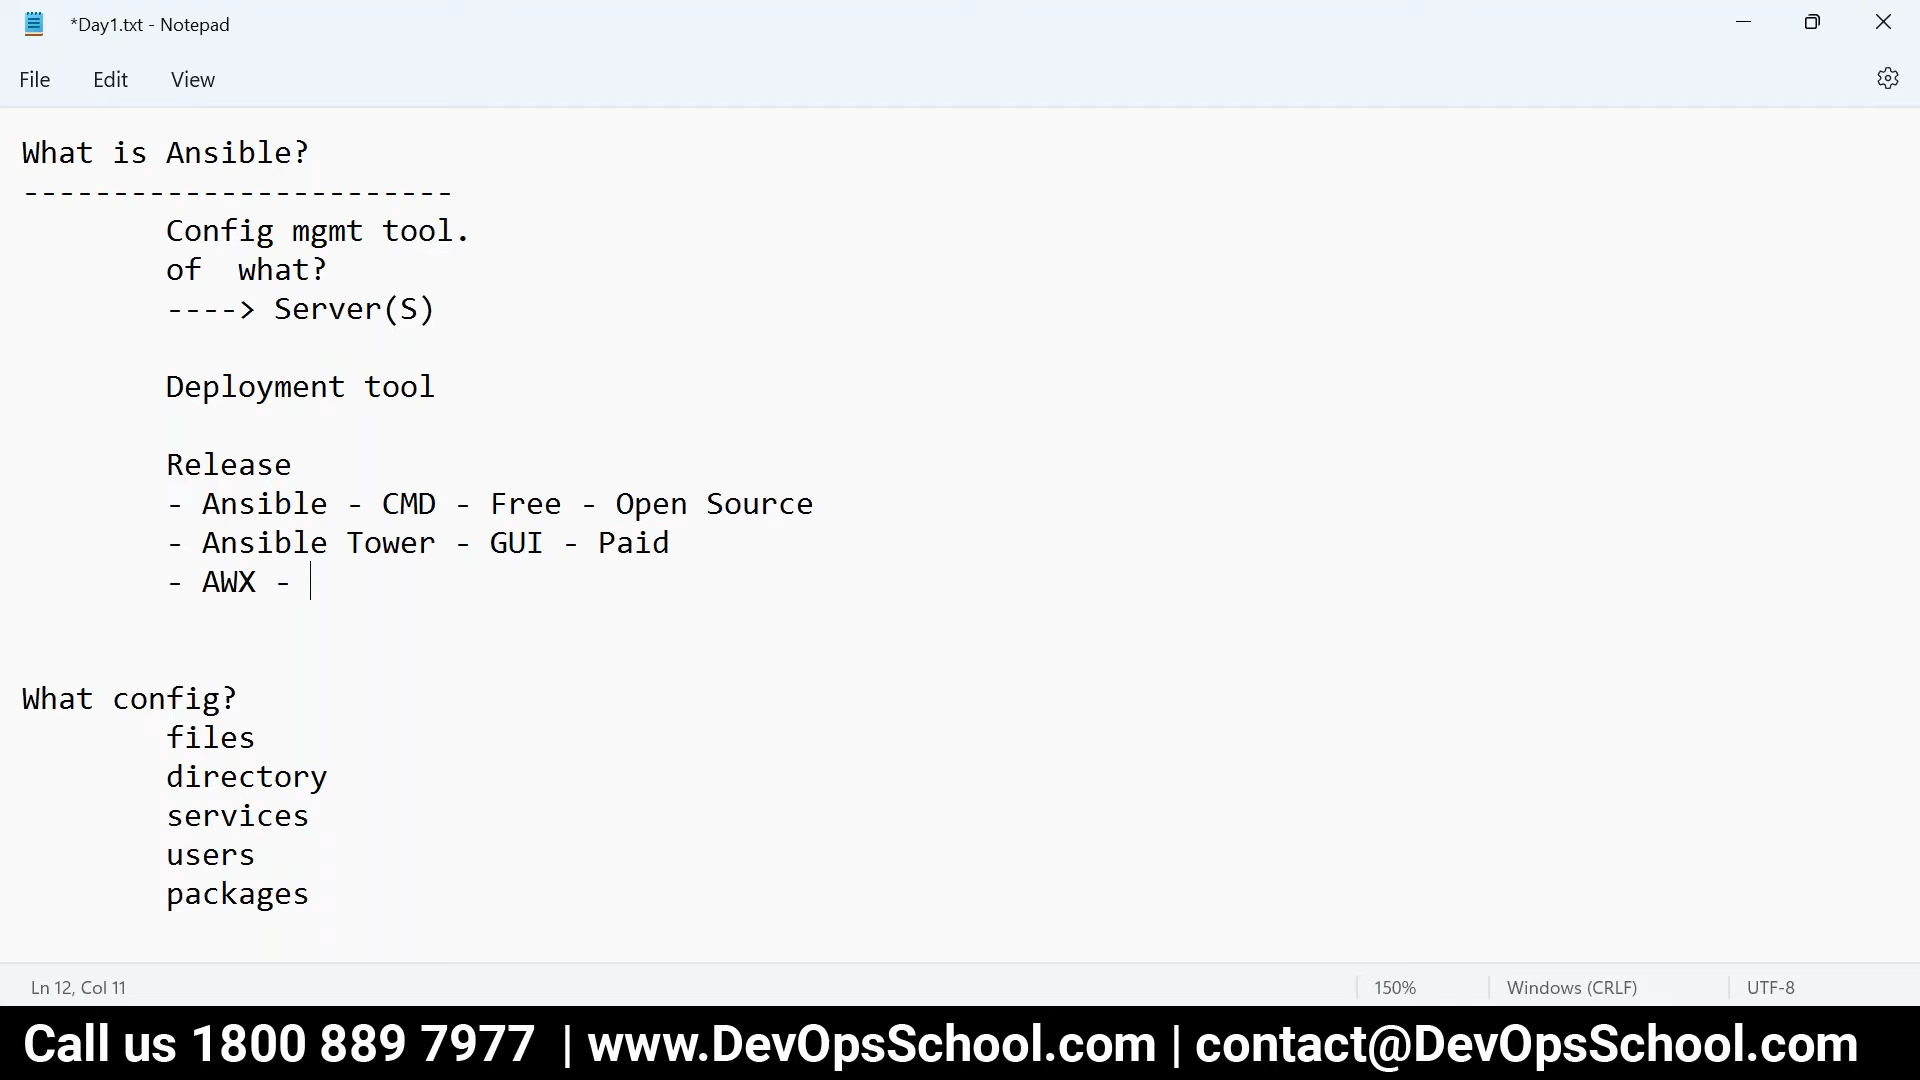 *Day1.txt - Notepad
File Edit View
What is Ansible?
------------------------
Config mgmt tool.
of  what?
----> Server(S)
Deployment tool
Release
- Ansible - CMD - Free - Open Source
- Ansible Tower - GUI - Paid
- AWX -
What config?
files
directory
services
users
packages
Ln 12, Col 11 150% Windows (CRLF) UTF-8
Call us 1800 889 7977 | www.DevOpsSchool.com | contact@DevOpsSchool.com